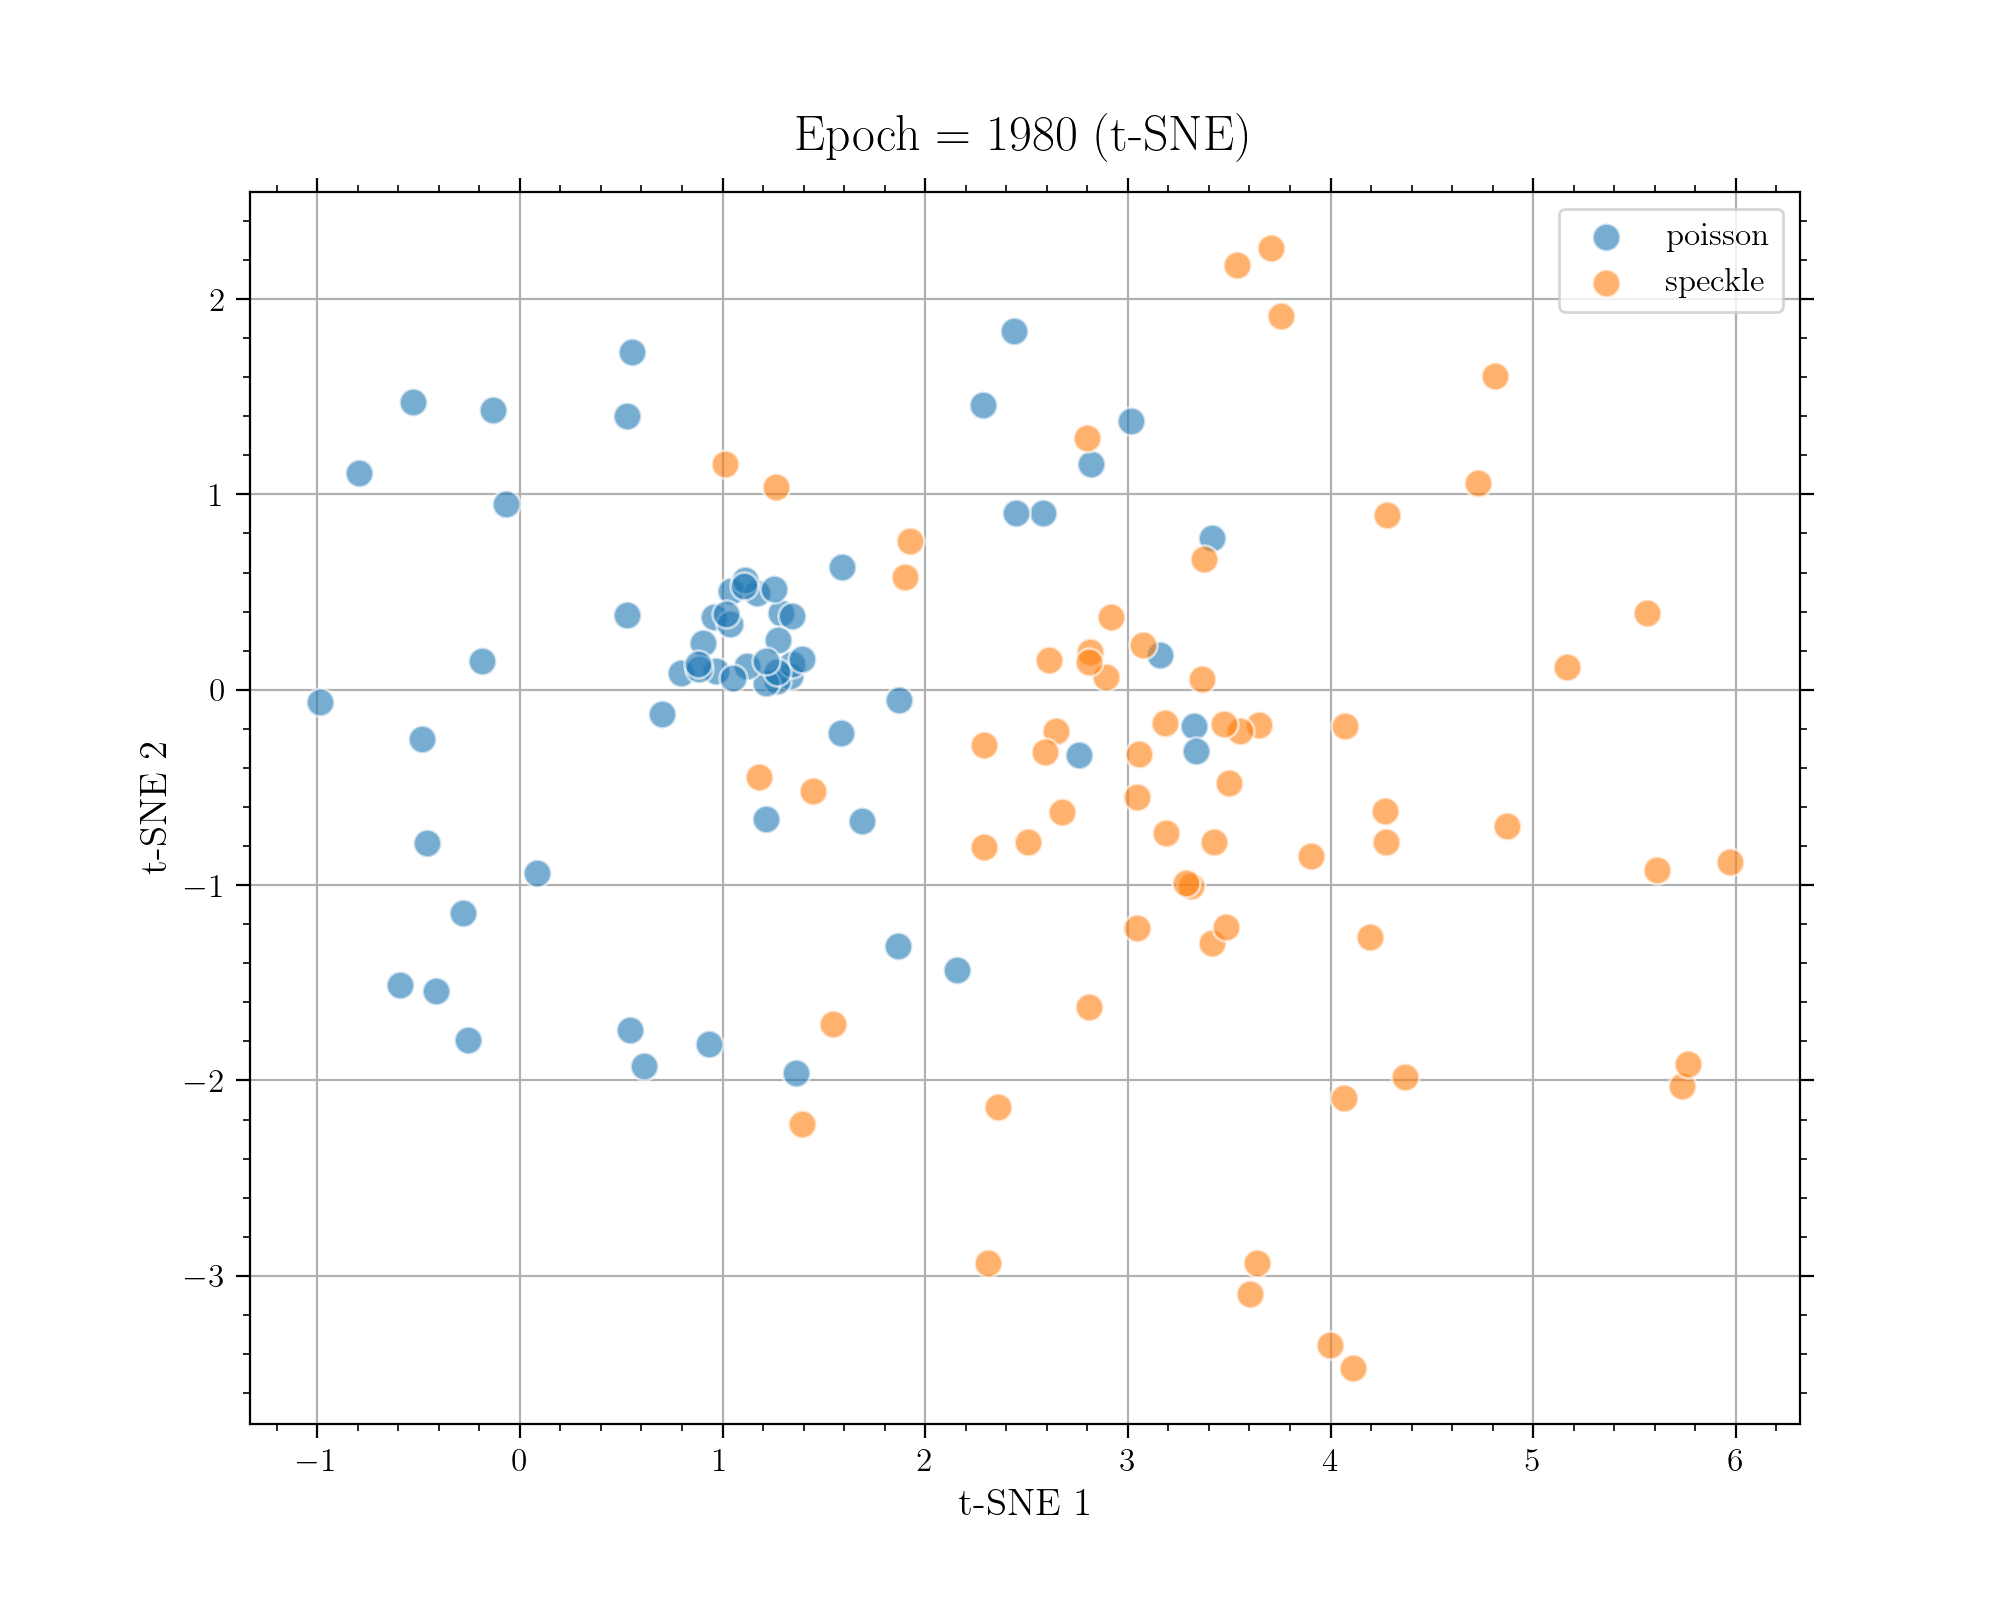 Epoch = 1980 (t-SNE)
poisson
speckle
2
1
0
−1
−2
−3
t-SNE 2
−1 0 1 2 3 4 5 6
t-SNE 1